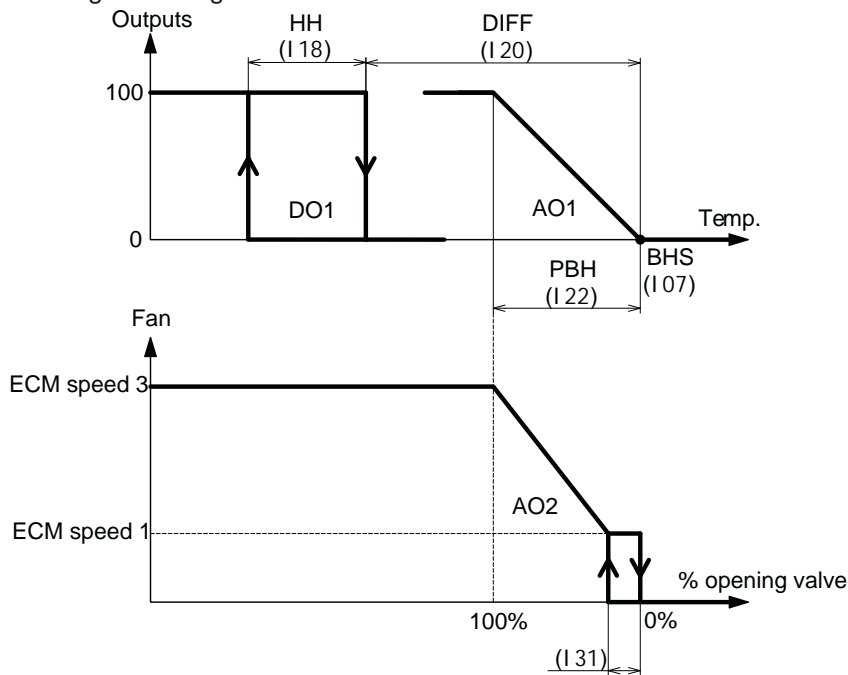 Outputs
HH
(I 18)
DIFF
(I 20)
100
DO1
AO1
Temp.
0
PBH
(I 22)
BHS
(I 07)
Fan
ECM speed 3
AO2
ECM speed 1
% opening valve
100%
0%
(I 31)